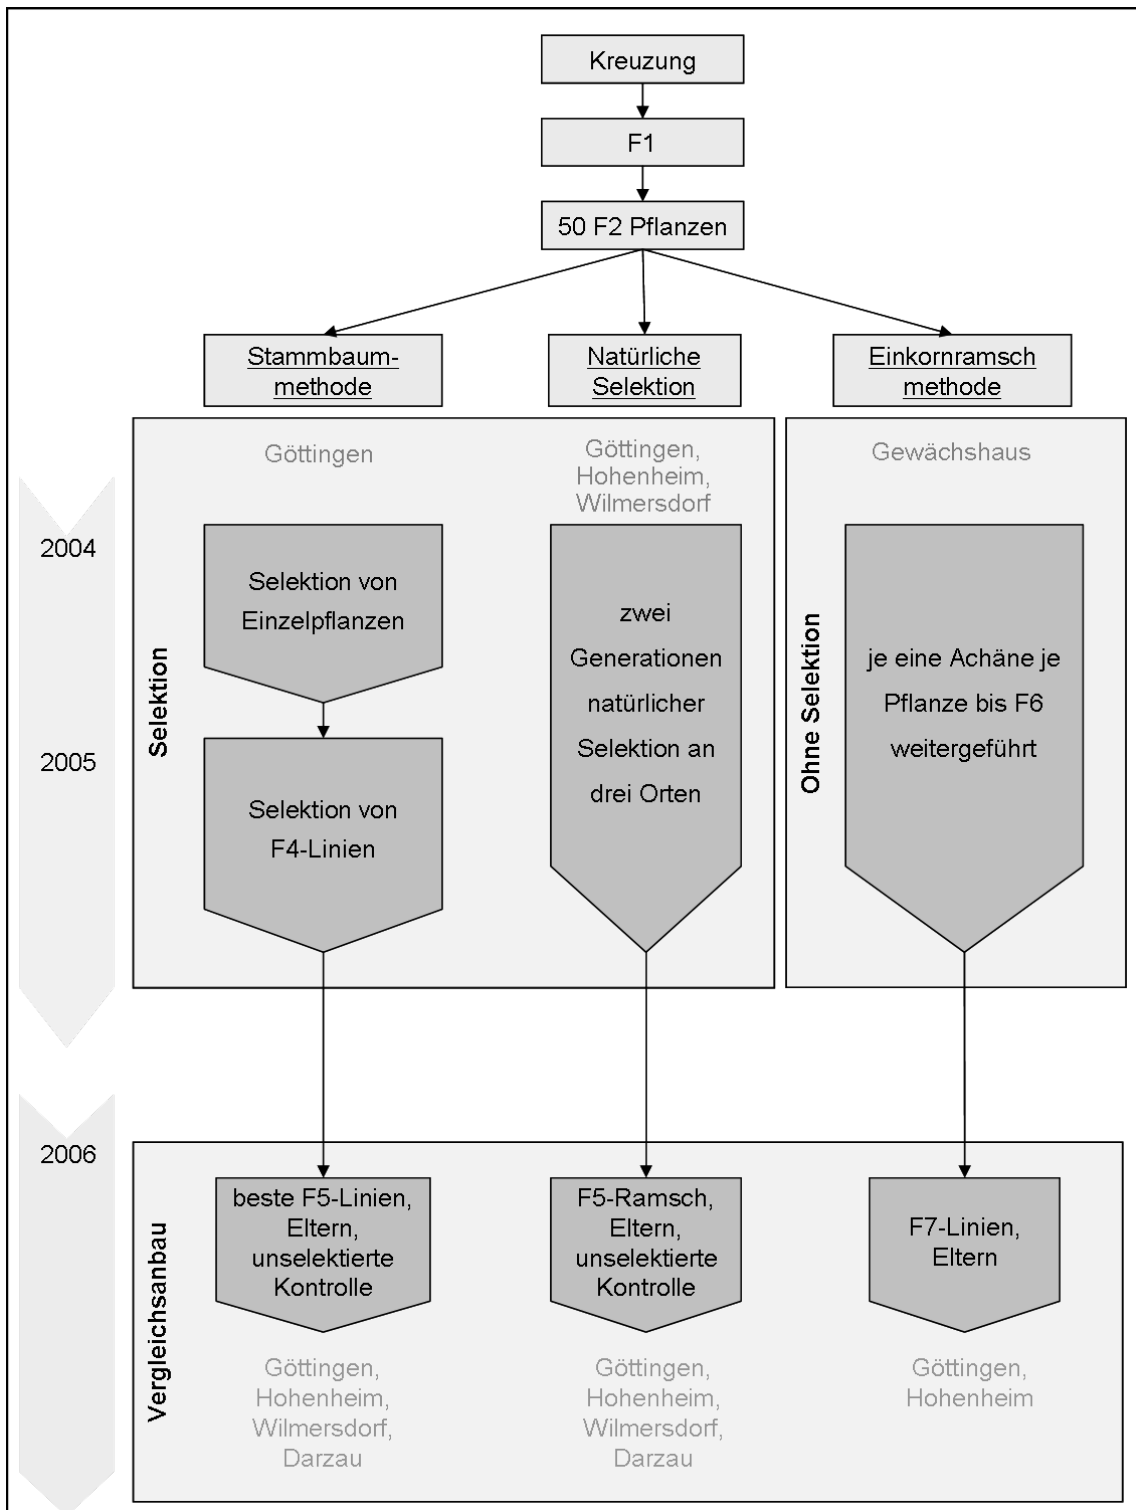 Kreuzung
F1
50 F2 Pflanzen
Stammbaum-
methode
Natürliche
Selektion
Einkornramsch
methode
Göttingen
Göttingen,
Hohenheim,
Wilmersdorf
Gewächshaus
2004
2005
Selektion
Selektion von
Einzelpflanzen
Selektion von
F4-Linien
zwei
Generationen
natürlicher
Selektion an
drei Orten
Ohne Selektion
je eine Achäne je
Pflanze bis F6
weitergeführt
2006
Vergleichsanbau
beste F5-Linien,
Eltern,
unselektierte
Kontrolle
F5-Ramsch,
Eltern,
unselektierte
Kontrolle
F7-Linien,
Eltern
Göttingen,
Hohenheim,
Wilmersdorf,
Darzau
Göttingen,
Hohenheim,
Wilmersdorf,
Darzau
Göttingen,
Hohenheim